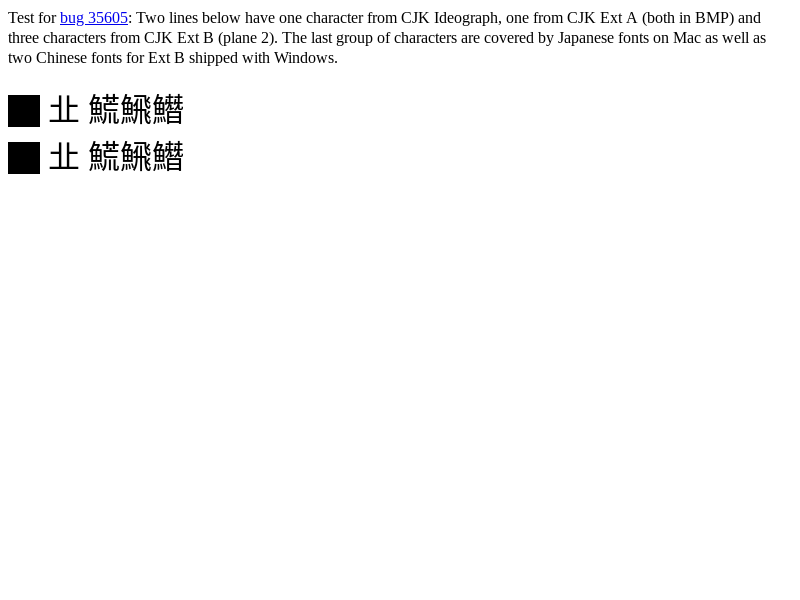 Test for bug 35605: Two lines below have one character from CJK Ideograph, one from CJK Ext A (both in BMP) and
three characters from CJK Ext B (plane 2). The last group of characters are covered by Japanese fonts on Mac as well as
two Chinese fonts for Ext B shipped with Windows.
㐀 𩺊𩹉
㐀 𩺊𩹉